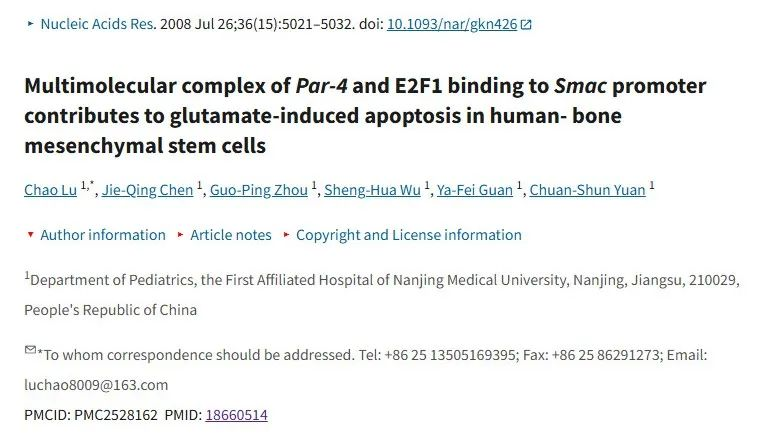 ▸ Nucleic Acids Res. 2008 Jul 26;36(15):5021–5032. doi: 10.1093/nar/gkn426
Multimolecular complex of Par-4 and E2F1 binding to Smac promoter
contributes to glutamate-induced apoptosis in human- bone
mesenchymal stem cells
Chao Lu 1,*, Jie-Qing Chen 1, Guo-Ping Zhou 1, Sheng-Hua Wu 1, Ya-Fei Guan 1, Chuan-Shun Yuan 1
▾ Author information ▸ Article notes ▸ Copyright and License information
1Department of Pediatrics, the First Affiliated Hospital of Nanjing Medical University, Nanjing, Jiangsu, 210029,
People's Republic of China
✉*To whom correspondence should be addressed. Tel: +86 25 13505169395; Fax: +86 25 86291273; Email:
luchao8009@163.com
PMCID: PMC2528162 PMID: 18660514